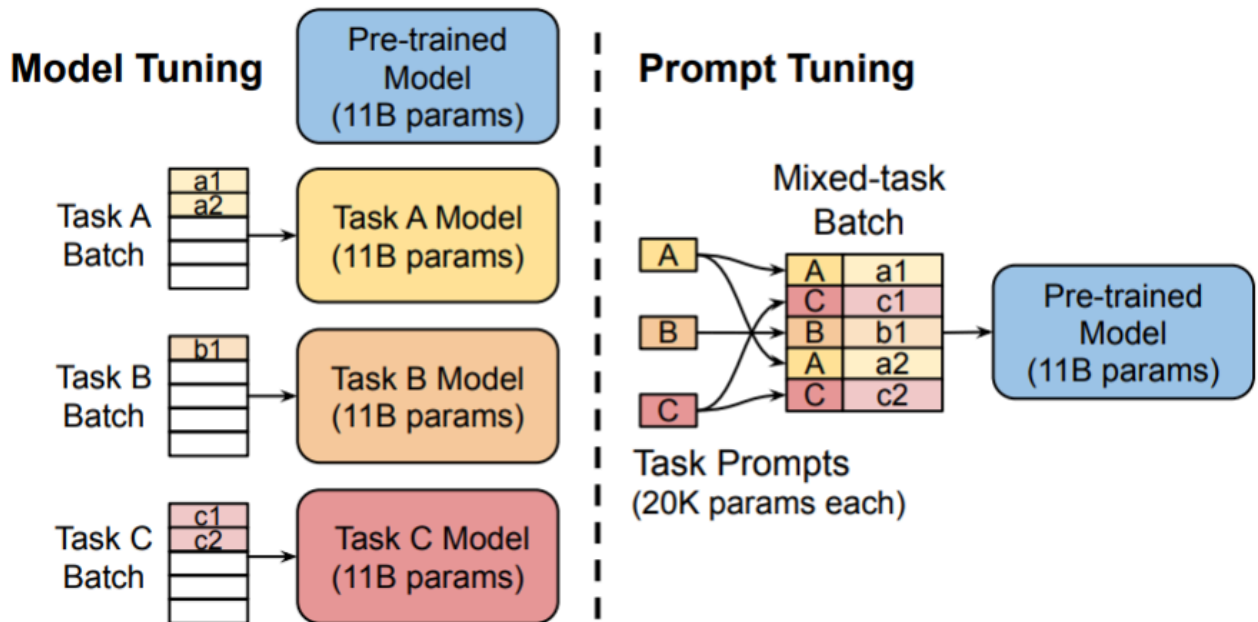 Model Tuning
Pre-trained
Model
(11B params)
Task A
Batch
a1
a2
Task A Model
(11B params)
Task B
Batch
b1
Task B Model
(11B params)
Task C
Batch
c1
c2
Task C Model
(11B params)
Prompt Tuning
Mixed-task
Batch
A
B
C
A a1
C c1
B b1
A a2
C c2
Pre-trained
Model
(11B params)
Task Prompts
(20K params each)